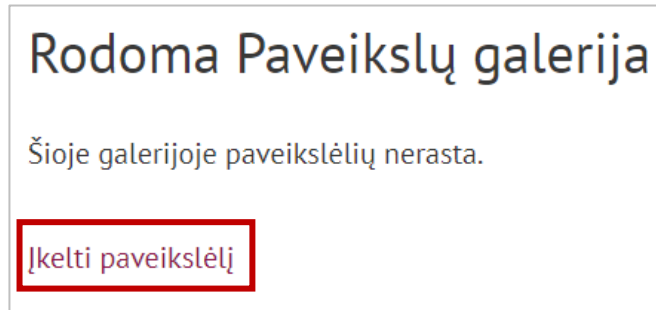 Rodoma Paveikslų galerija
Šioje galerijoje paveikslėlių nerasta.
Įkelti paveikslėlį